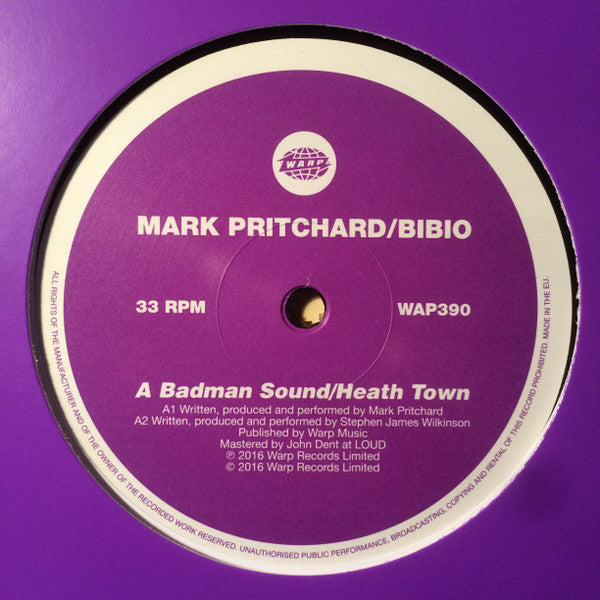 WARP
MARK PRITCHARD/BIBIO
33 RPM
WAP390
A Badman Sound/Heath Town
A1 Written, produced and performed by Mark Pritchard
A2 Written, produced and performed by Stephen James Wilkinson
Published by Warp Music
Mastered by John Dent at LOUD
℗ 2016 Warp Records Limited
© 2016 Warp Records Limited
ALL RIGHTS OF THE MANUFACTURER AND OF THE OWNER OF THE RECORDED WORK RESERVED. UNAUTHORISED PUBLIC PERFORMANCE, BROADCASTING, COPYING AND RENTAL OF THIS RECORD PROHIBITED. MADE IN THE EU.